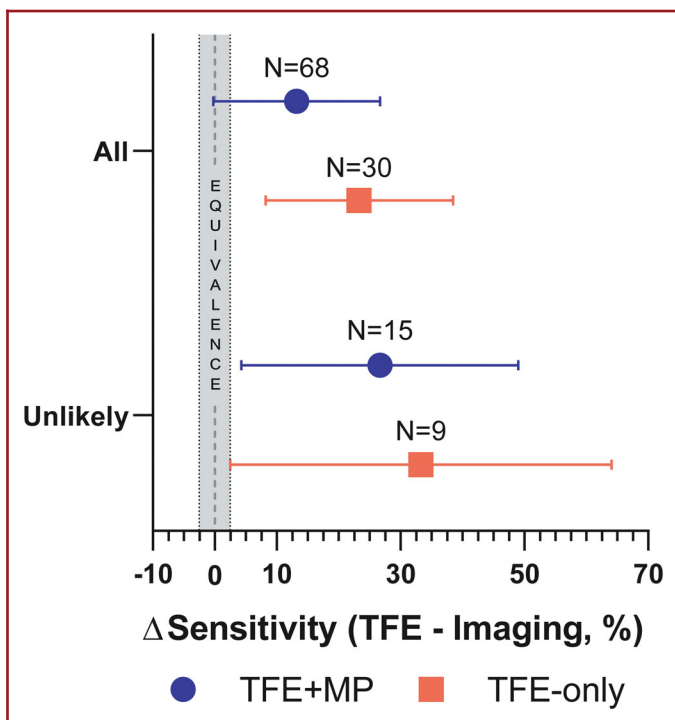 N=68
All
N=30
EQUIVALENCE
N=15
Unlikely
N=9
-10 0 10 30 50 70
Δ Sensitivity (TFE - Imaging, %)
TFE+MP TFE-only